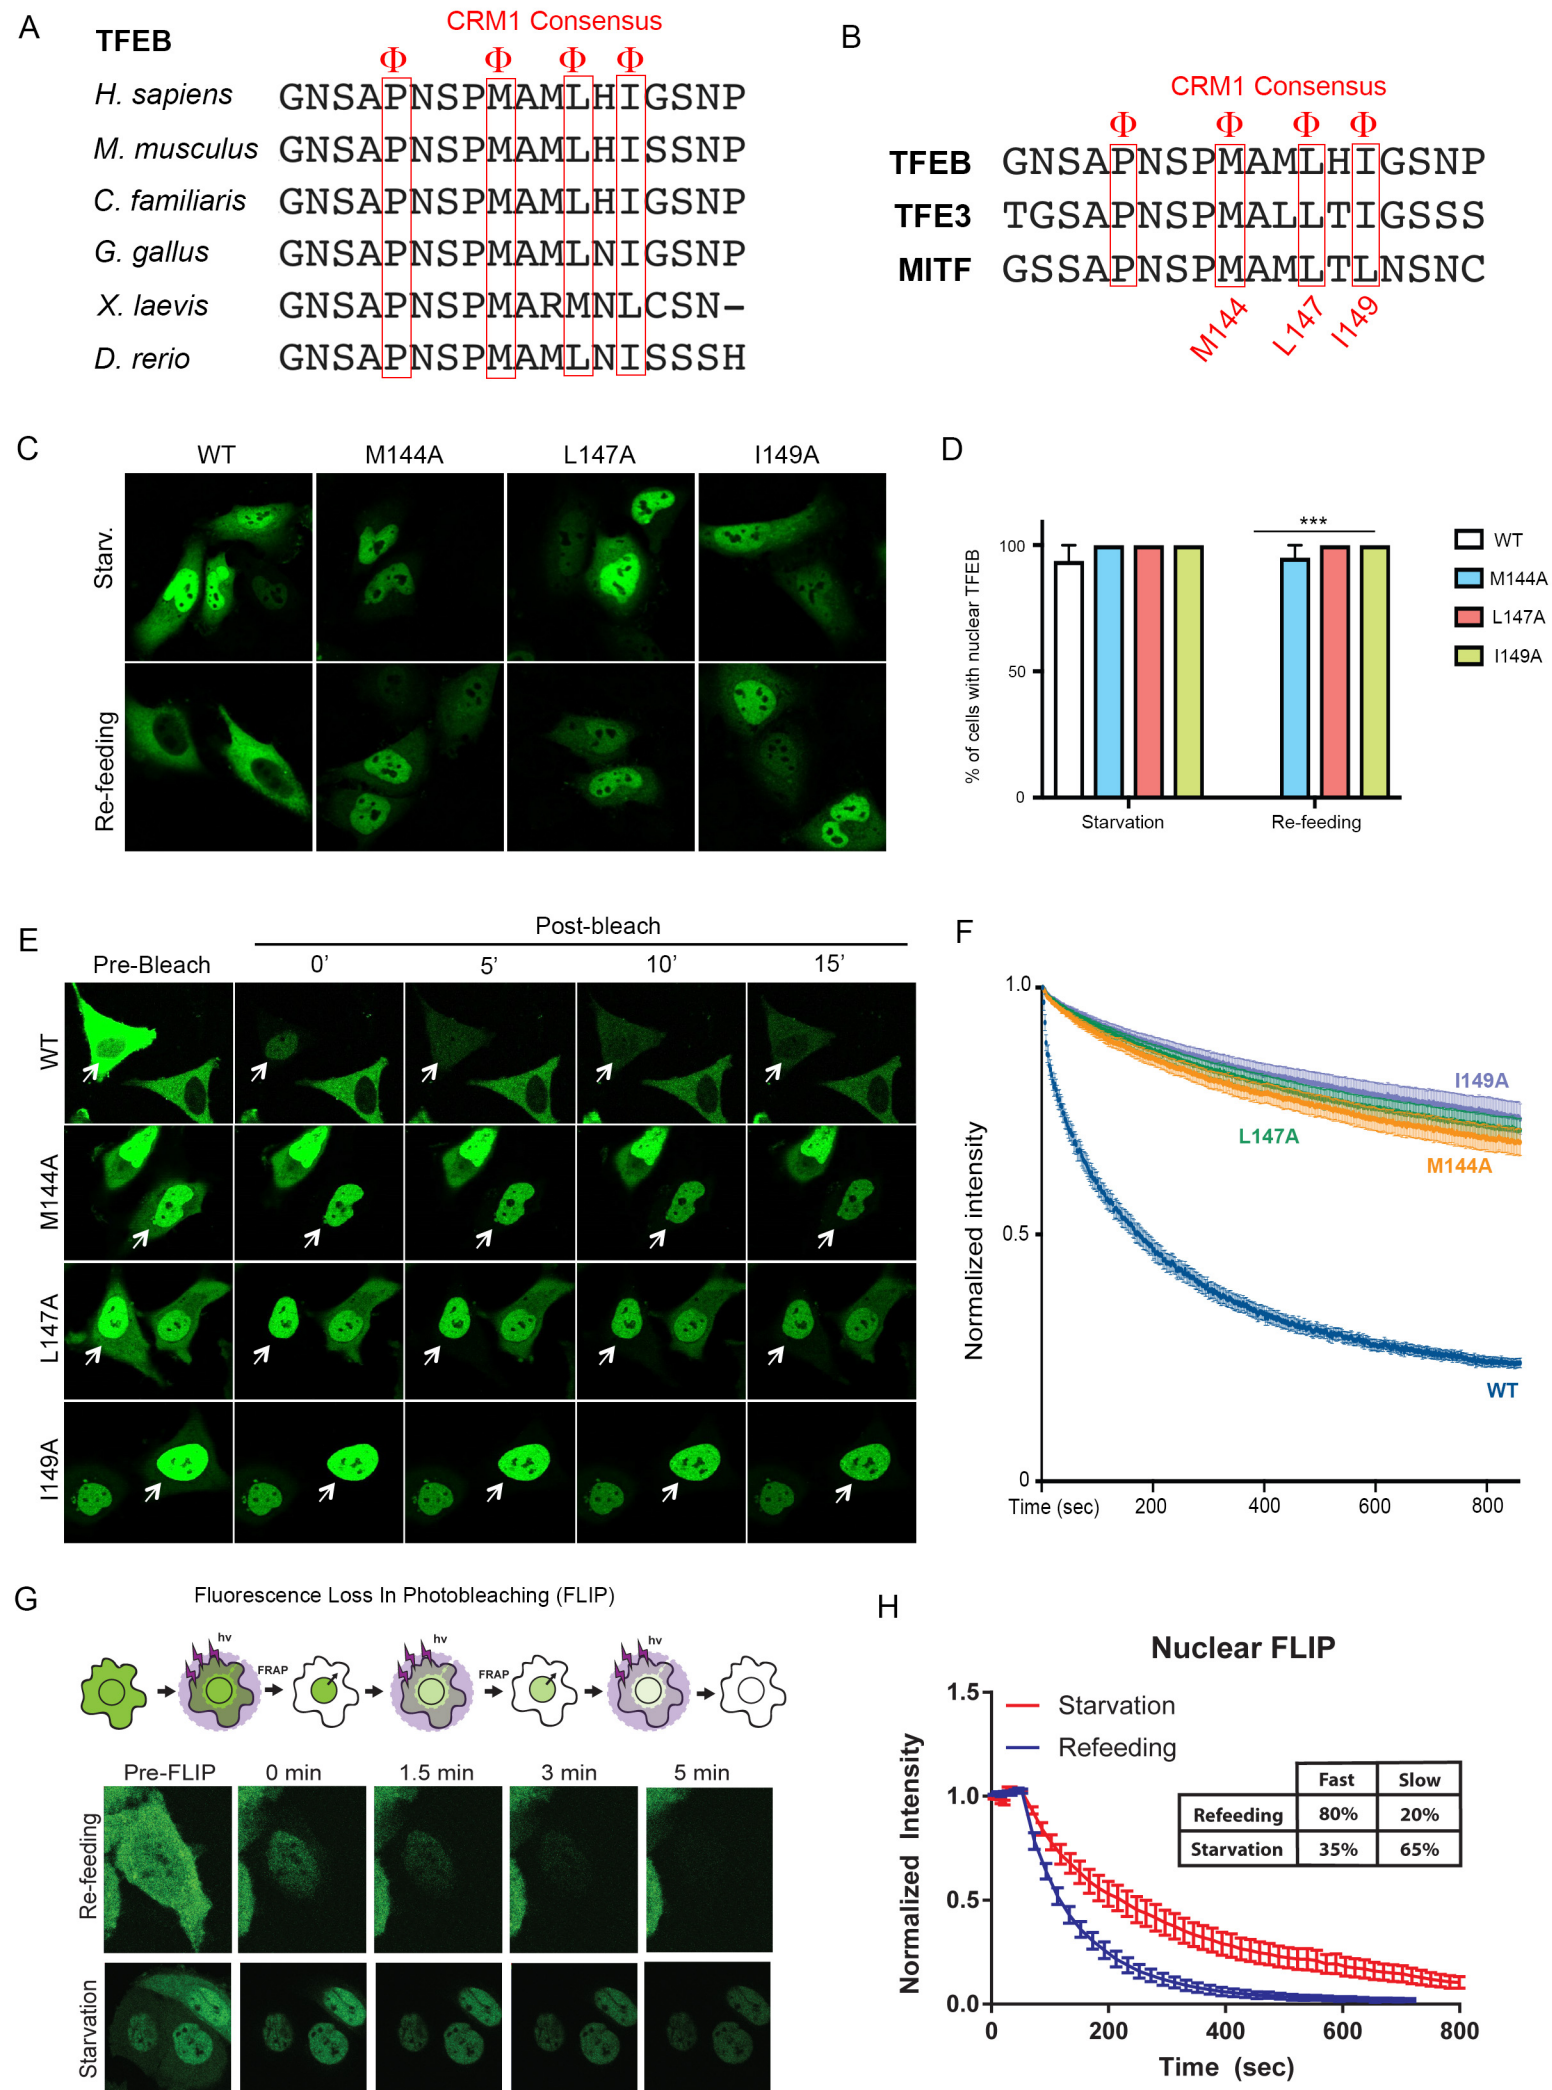 A
TFEB
CRM1 Consensus
Φ Φ Φ Φ
H. sapiens GNSAPNSPMAMLHIGSNP
M. musculus GNSAPNSPMAMLHISSNP
C. familiaris GNSAPNSPMAMLHIGSNP
G. gallus GNSAPNSPMAMLNIGSNP
X. laevis GNSAPNSPMARMNLCSN–
D. rerio GNSAPNSPMAMLNISSSH
B
CRM1 Consensus
Φ Φ Φ Φ
TFEB GNSAPNSPMAMLHIGSNP
TFE3 TGSAPNSPMALLTIGSSS
MITF GSSAPNSPMAMLTLNSNC
M144 L147 I149
C
WT M144A L147A I149A
Starv.
Re-feeding
D
% of cells with nuclear TFEB
100
50
0
***
Starvation Re-feeding
WT
M144A
L147A
I149A
E
Post-bleach
Pre-Bleach 0’ 5’ 10’ 15’
WT
M144A
L147A
I149A
F
Normalized intensity
1.0
0.5
0
I149A
L147A
M144A
WT
Time (sec) 200 400 600 800
G
Fluorescence Loss In Photobleaching (FLIP)
hv hv hv
FRAP FRAP
Pre-FLIP 0 min 1.5 min 3 min 5 min
Re-feeding
Starvation
H
Nuclear FLIP
Normalized Intensity
1.5
1.0
0.5
0.0
Starvation
Refeeding
Fast Slow
Refeeding 80% 20%
Starvation 35% 65%
0 200 400 600 800
Time (sec)